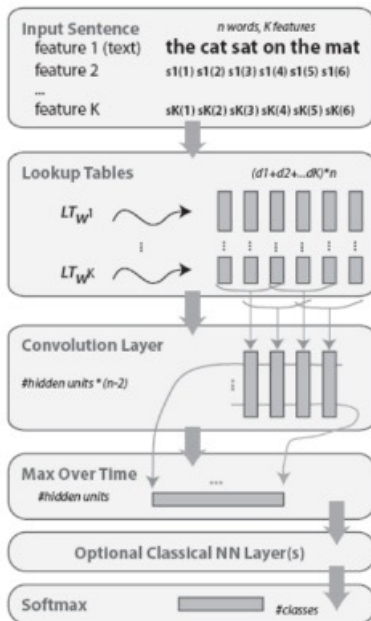 Input Sentence
n words, K features
feature 1 (text) the cat sat on the mat
feature 2 s1(1) s1(2) s1(3) s1(4) s1(5) s1(6)
...
feature K sK(1) sK(2) sK(3) sK(4) sK(5) sK(6)
Lookup Tables
(d1+d2+...dK)*n
LTW1
...
LTWK
Convolution Layer
#hidden units * (n-2)
Max Over Time
...
#hidden units
Optional Classical NN Layer(s)
Softmax
#classes